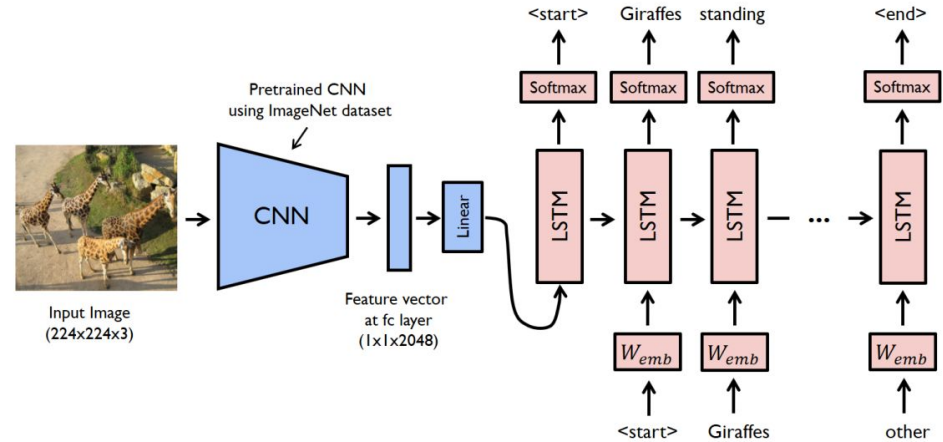 <start> Giraffes standing <end>
Softmax Softmax Softmax Softmax
Pretrained CNN
using ImageNet dataset
CNN
Linear
LSTM LSTM LSTM ... LSTM
Input Image
(224x224x3)
Feature vector
at fc layer
(1x1x2048)
W_emb W_emb W_emb
<start> Giraffes other